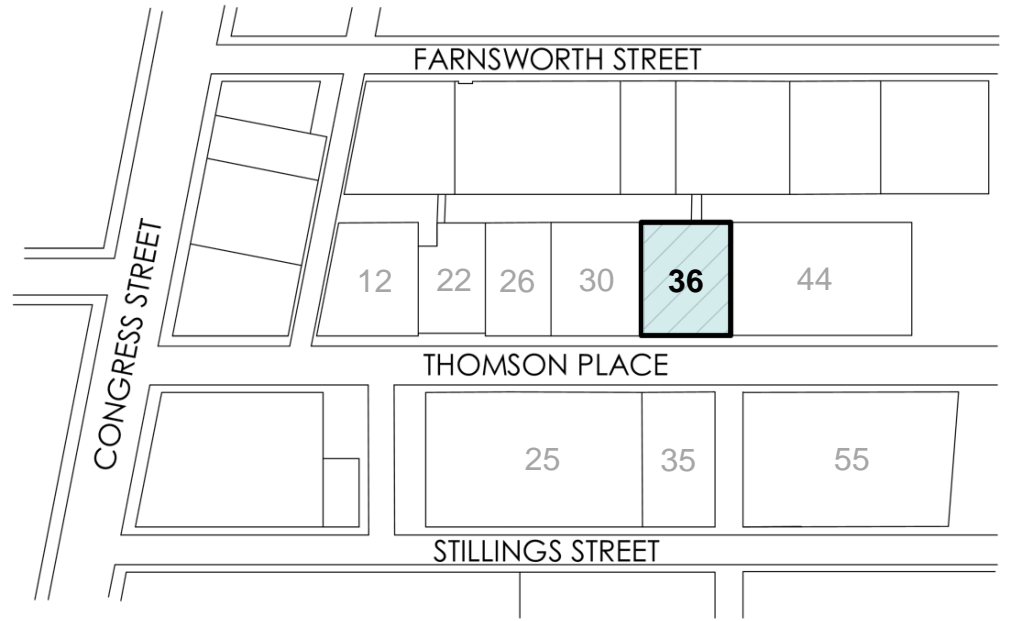 FARNSWORTH STREET
CONGRESS STREET
12 22 26 30 36 44
THOMSON PLACE
25 35 55
STILLINGS STREET